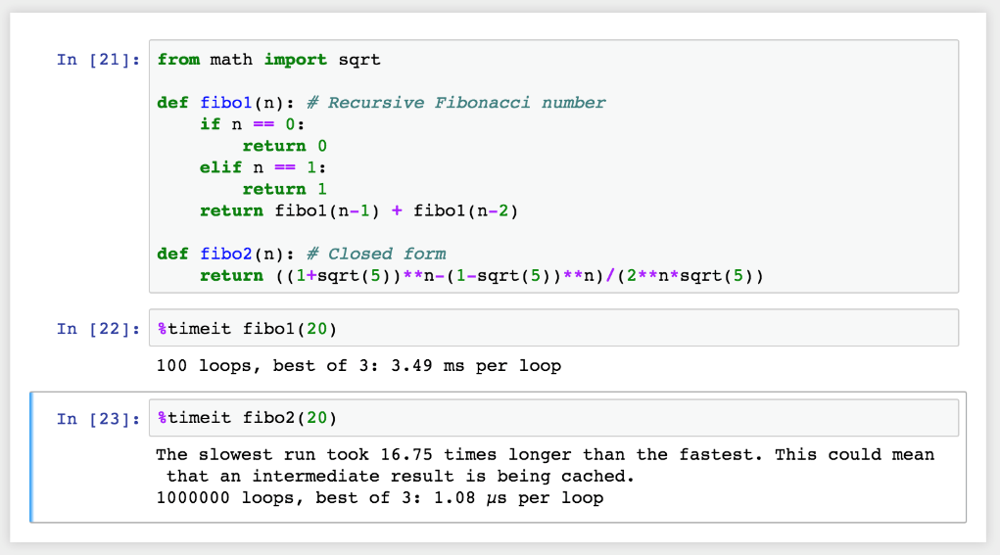 In [21]: from math import sqrt
def fibo1(n): # Recursive Fibonacci number
    if n == 0:
        return 0
    elif n == 1:
        return 1
    return fibo1(n-1) + fibo1(n-2)
def fibo2(n): # Closed form
    return ((1+sqrt(5))**n-(1-sqrt(5))**n)/(2**n*sqrt(5))
In [22]: %timeit fibo1(20)
100 loops, best of 3: 3.49 ms per loop
In [23]: %timeit fibo2(20)
The slowest run took 16.75 times longer than the fastest. This could mean
that an intermediate result is being cached.
1000000 loops, best of 3: 1.08 µs per loop